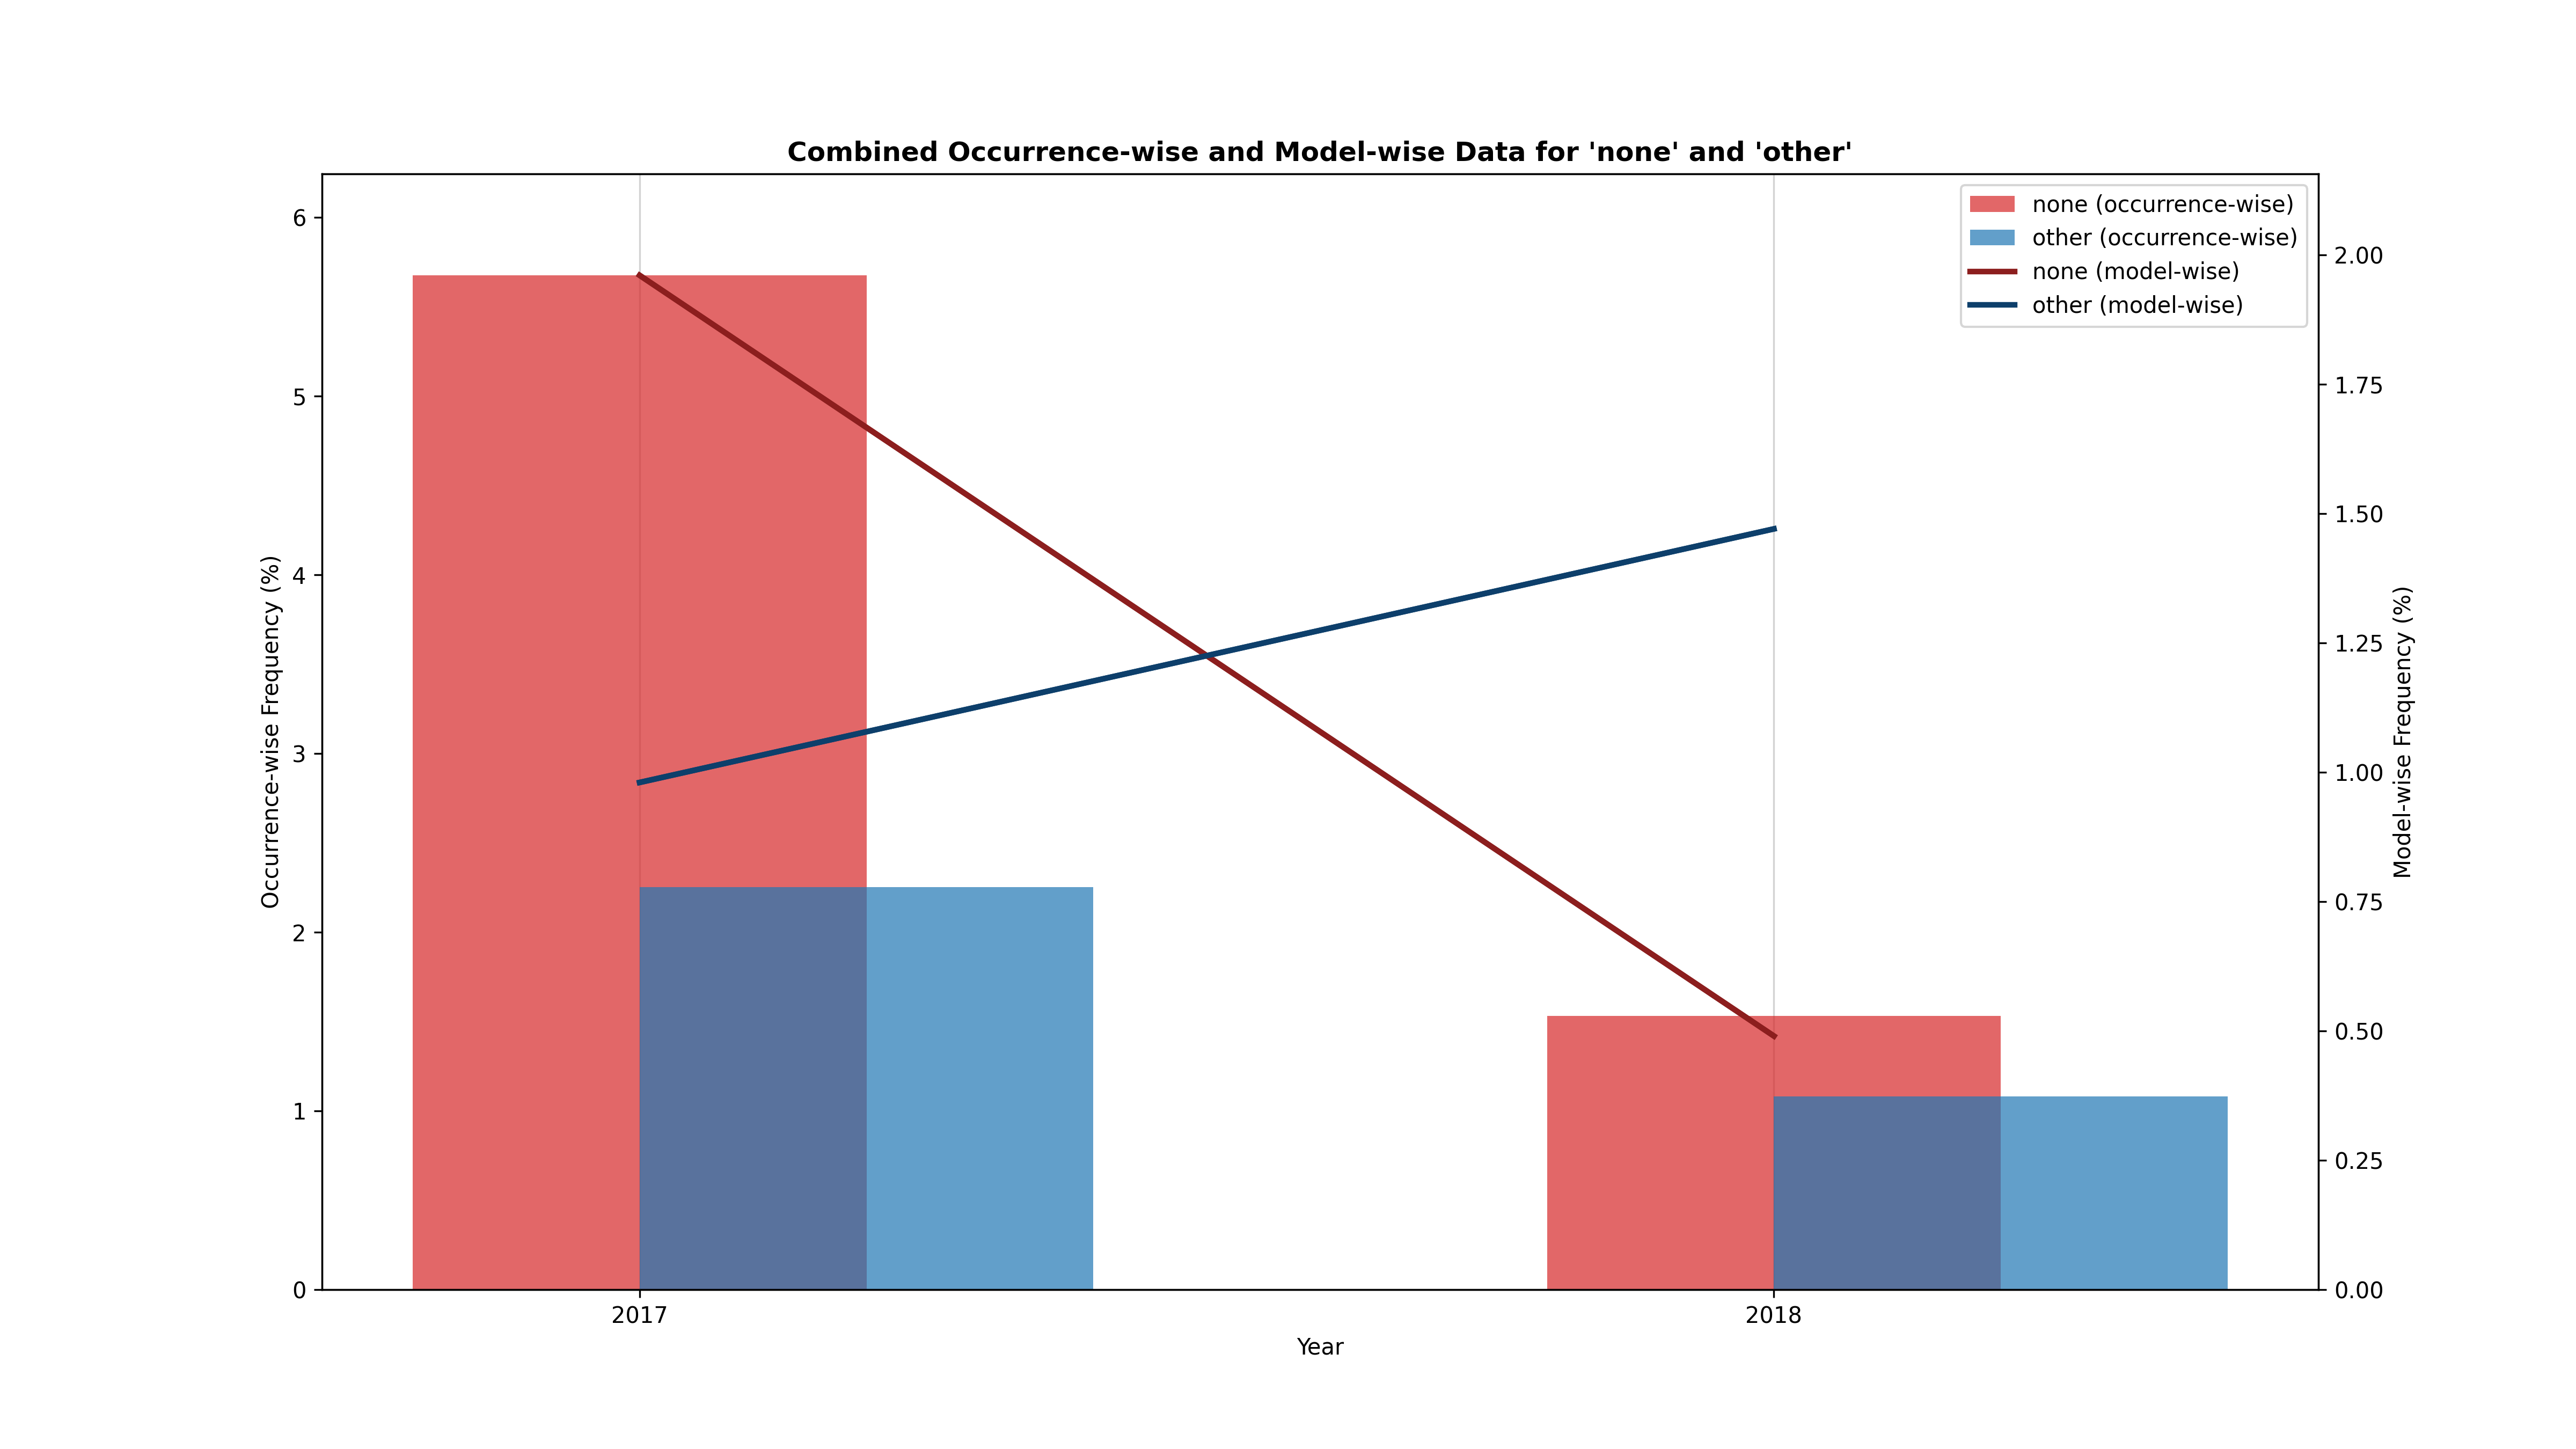 Combined Occurrence-wise and Model-wise Data for 'none' and 'other'
none (occurrence-wise)
other (occurrence-wise)
none (model-wise)
other (model-wise)
Occurrence-wise Frequency (%)
6
5
4
3
2
1
0
2.00
1.75
1.50
1.25
1.00
0.75
0.50
0.25
0.00
Model-wise Frequency (%)
2017
2018
Year